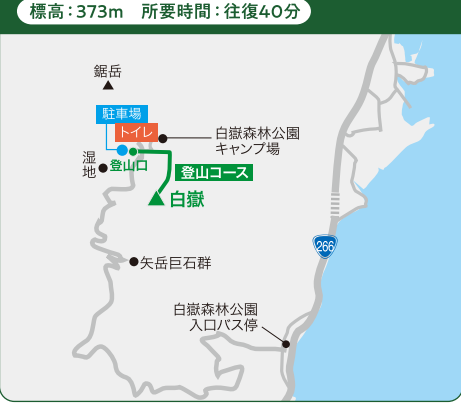 標高：373m　所要時間：往復40分
鋸岳
駐車場
トイレ
白嶽森林公園
キャンプ場
湿
地
登山口
登山コース
白嶽
266
矢岳巨石群
白嶽森林公園
入口バス停